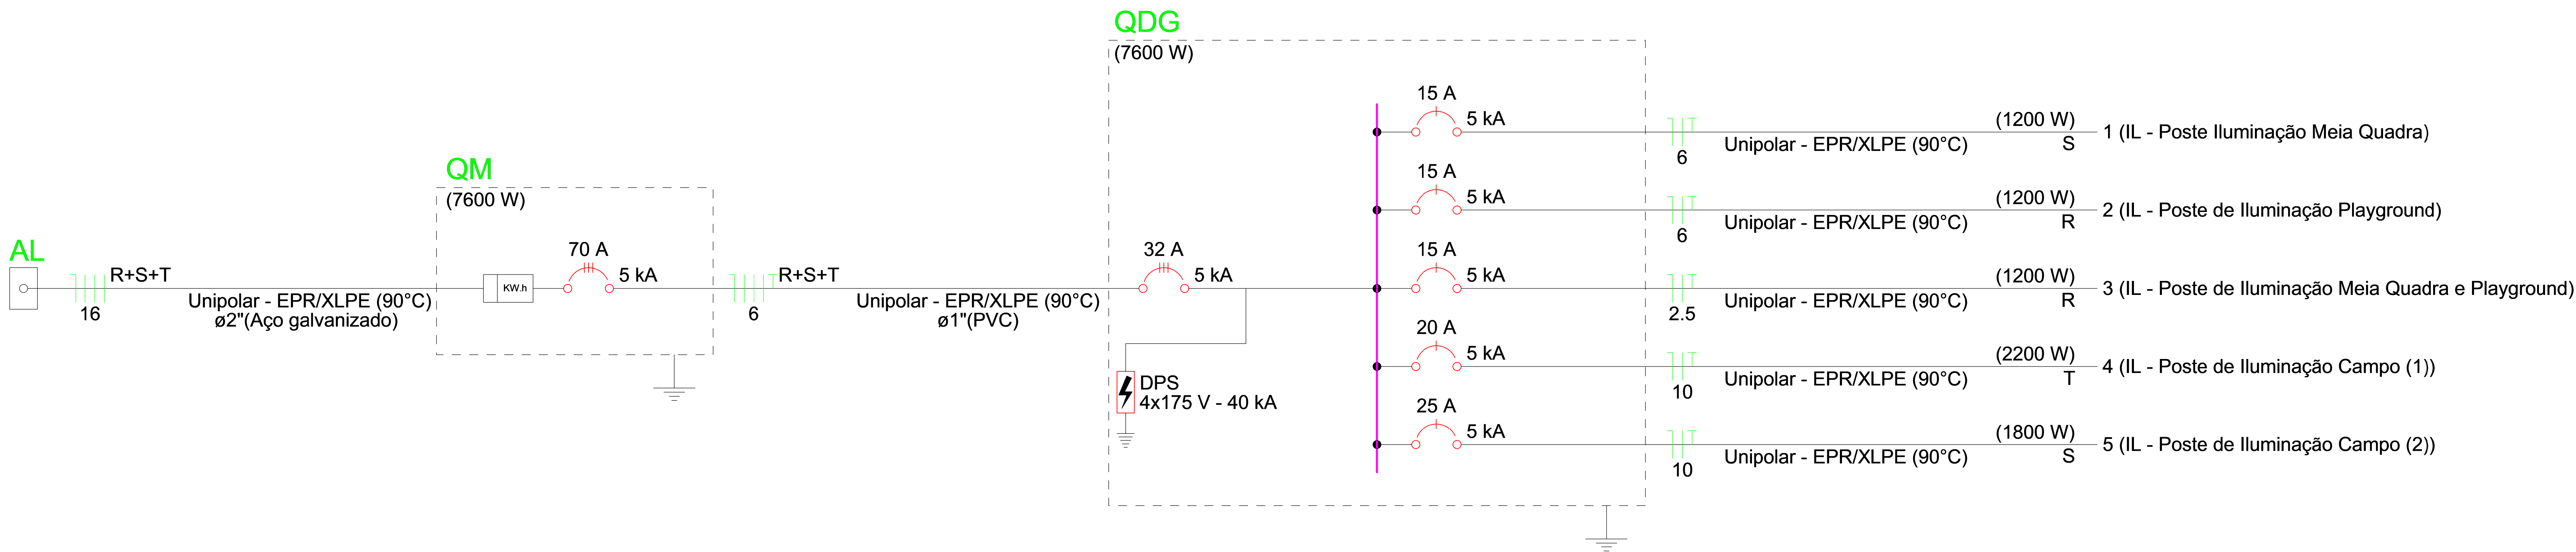 AL
R+S+T
16
Unipolar - EPR/XLPE (90°C)
ø2"(Aço galvanizado)
QM
(7600 W)
KW.h
70 A
5 kA
R+S+T
6
Unipolar - EPR/XLPE (90°C)
ø1"(PVC)
QDG
(7600 W)
32 A
5 kA
DPS
4x175 V - 40 kA
15 A
5 kA
6
Unipolar - EPR/XLPE (90°C)
(1200 W)
S
1 (IL - Poste Iluminação Meia Quadra)
15 A
5 kA
6
Unipolar - EPR/XLPE (90°C)
(1200 W)
R
2 (IL - Poste de Iluminação Playground)
15 A
5 kA
2.5
Unipolar - EPR/XLPE (90°C)
(1200 W)
R
3 (IL - Poste de Iluminação Meia Quadra e Playground)
20 A
5 kA
10
Unipolar - EPR/XLPE (90°C)
(2200 W)
T
4 (IL - Poste de Iluminação Campo (1))
25 A
5 kA
10
Unipolar - EPR/XLPE (90°C)
(1800 W)
S
5 (IL - Poste de Iluminação Campo (2))